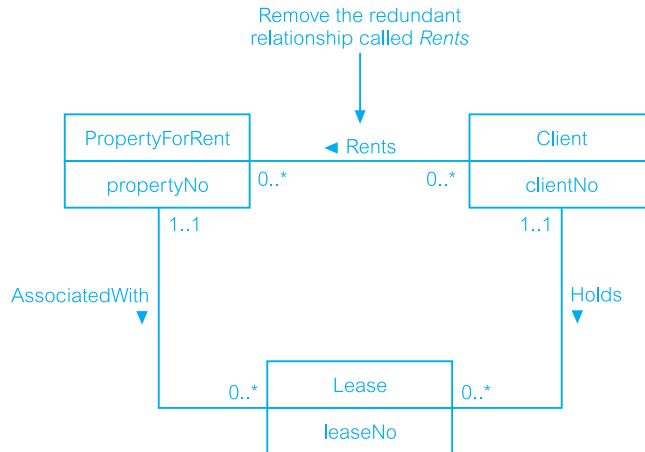 Remove the redundant
relationship called Rents
PropertyForRent
◄ Rents
Client
propertyNo
0..*
0..*
clientNo
1..1
1..1
AssociatedWith
▼
Holds
▼
0..*
Lease
0..*
leaseNo